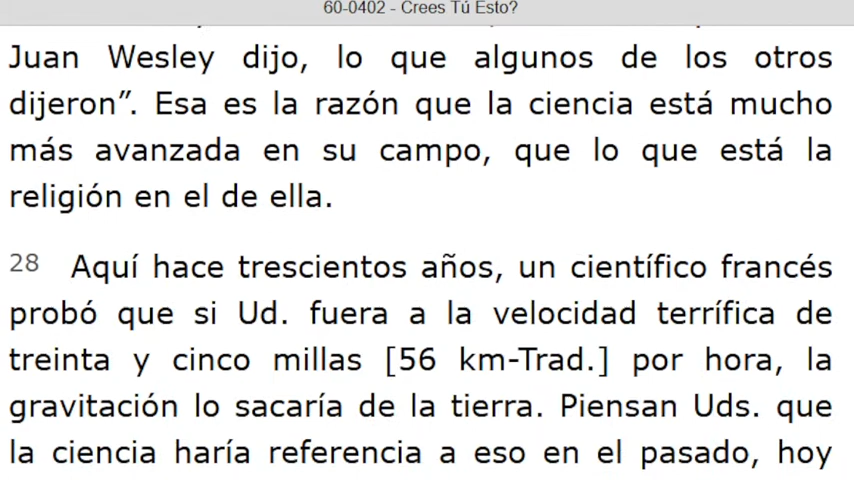 60-0402 - Crees Tú Esto?
Juan Wesley dijo, lo que algunos de los otros
dijeron”. Esa es la razón que la ciencia está mucho
más avanzada en su campo, que lo que está la
religión en el de ella.
28 Aquí hace trescientos años, un científico francés
probó que si Ud. fuera a la velocidad terrífica de
treinta y cinco millas [56 km-Trad.] por hora, la
gravitación lo sacaría de la tierra. Piensan Uds. que
la ciencia haría referencia a eso en el pasado, hoy